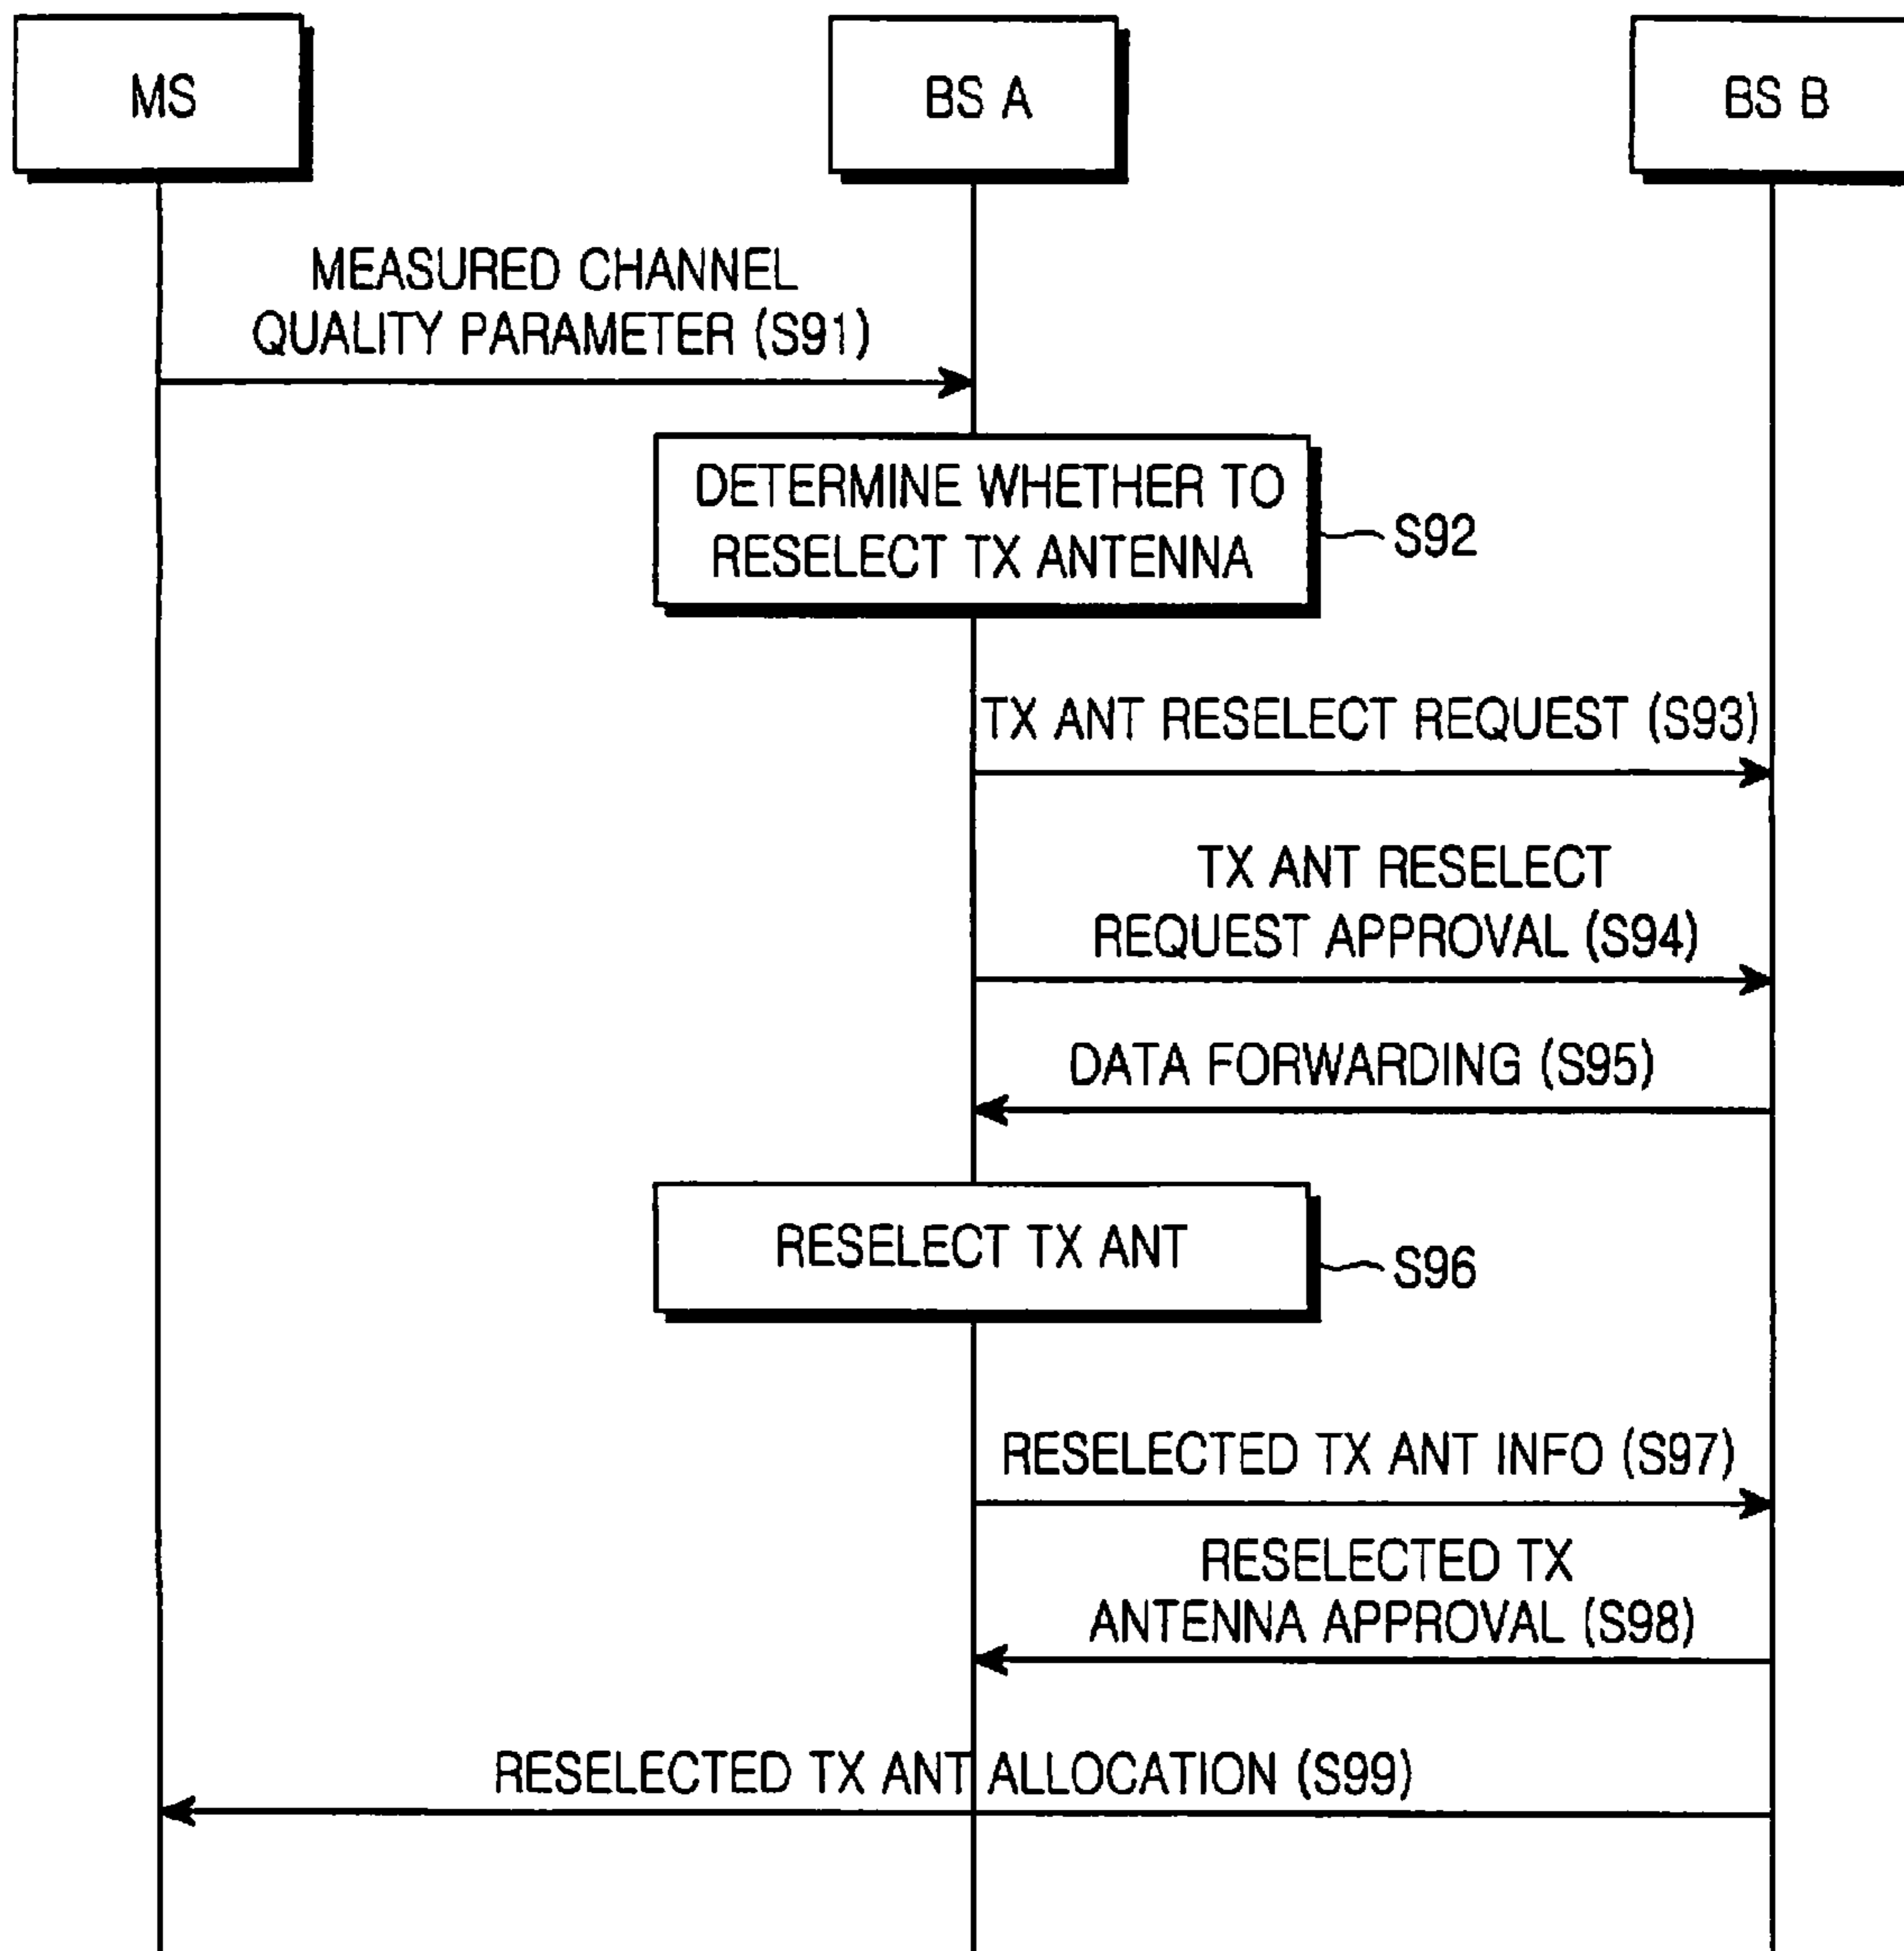 MS
BS A
BS B
MEASURED CHANNEL
QUALITY PARAMETER (S91)
DETERMINE WHETHER TO
RESELECT TX ANTENNA
S92
TX ANT RESELECT REQUEST (S93)
TX ANT RESELECT
REQUEST APPROVAL (S94)
DATA FORWARDING (S95)
RESELECT TX ANT
S96
RESELECTED TX ANT INFO (S97)
RESELECTED TX
ANTENNA APPROVAL (S98)
RESELECTED TX ANT ALLOCATION (S99)